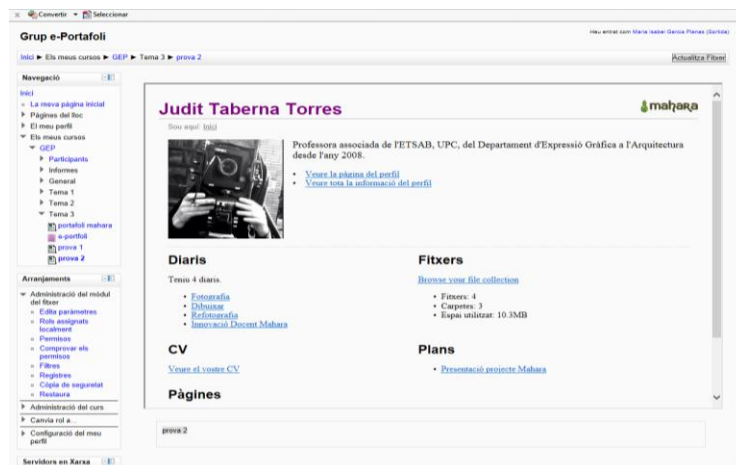 Convertir Seleccionar
Grup e-Portafoli
Heu entrat com Maria Isabel García Planas (Sortida)
Inici ► Els meus cursos ► GEP ► Tema 3 ► prova 2
Actualitza Fitxer
Navegació
Inici
La meva pàgina inicial
Pàgines del lloc
El meu perfil
Els meus cursos
GEP
Participants
Informes
General
Tema 1
Tema 2
Tema 3
portafoli mahara
e-portfoli
prova 1
prova 2
Arranjaments
Administració del mòdul
del fitxer
Edita paràmetres
Rols assignats
localment
Permisos
Comprovar els
permisos
Filtres
Registres
Còpia de seguretat
Restaura
Administració del curs
Canvia rol a...
Configuració del meu
perfil
Servidors en Xarxa
Judit Taberna Torres
mahara
Sou aquí: Inici
Professora associada de l'ETSAB, UPC, del Departament d'Expressió Gràfica a l'Arquitectura
desde l'any 2008.
Veure la pàgina del perfil
Veure tota la informació del perfil
Diaris
Teniu 4 diaris.
Fotografia
Dibuixar
Refotografia
Innovació Docent Mahara
Fitxers
Browse your file collection
Fitxers: 4
Carpetes: 3
Espai utilitzat: 10.3MB
CV
Veure el vostre CV
Plans
Presentació projecte Mahara
Pàgines
prova 2